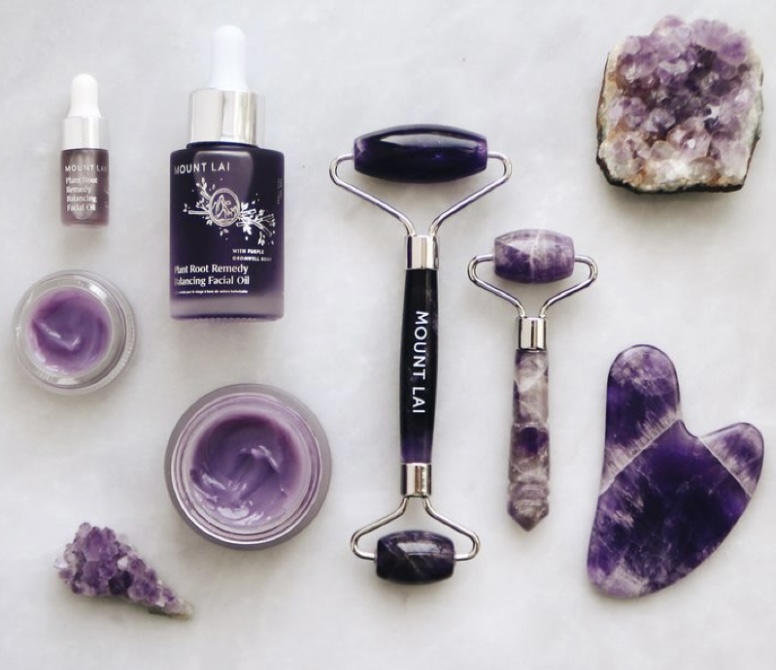 MOUNT LAI
Plant Root
Remedy
Balancing
Facial Oil
MOUNT LAI
WITH PURPLE
GROMWELL ROOT
Plant Root Remedy
Balancing Facial Oil
MOUNT LAI